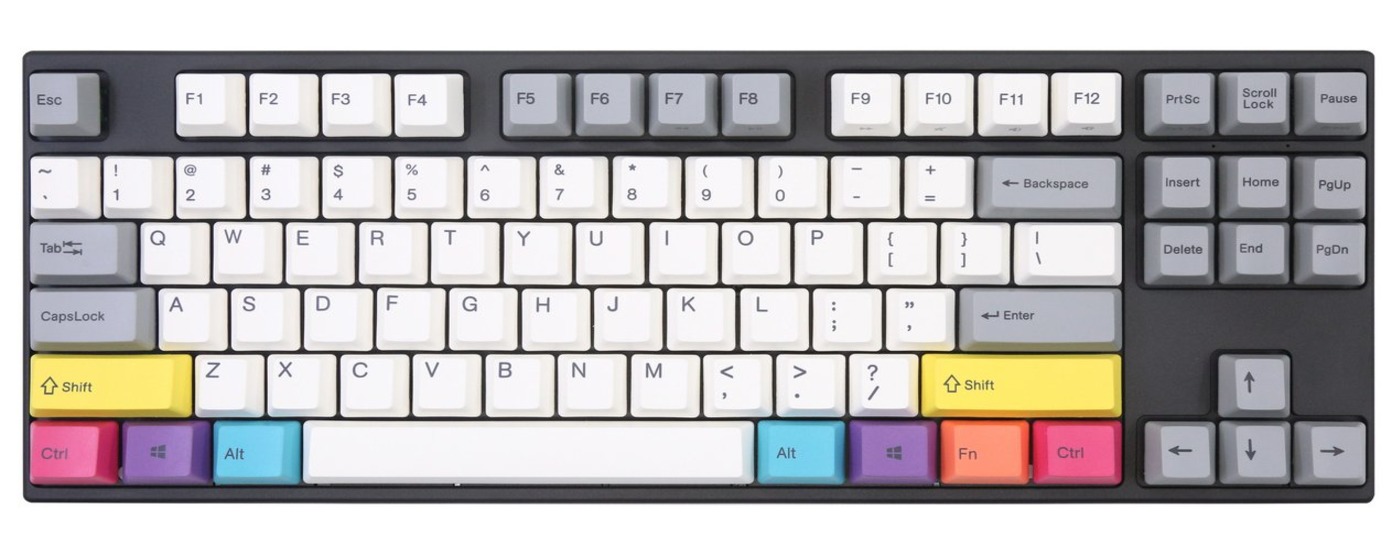 Esc F1 F2 F3 F4 F5 F6 F7 F8 F9 F10 F11 F12 PrtSc Scroll Lock Pause
~ ! @ # $ % ^ & * ( ) — +
` 1 2 3 4 5 6 7 8 9 0 - = ← Backspace Insert Home PgUp
Tab Q W E R T Y U I O P { } |
[ ] \ Delete End PgDn
CapsLock A S D F G H J K L : "
; ' ↵ Enter
⇧ Shift Z X C V B N M < > ?
, . / ⇧ Shift ↑
Ctrl Alt Alt Fn Ctrl ← ↓ →